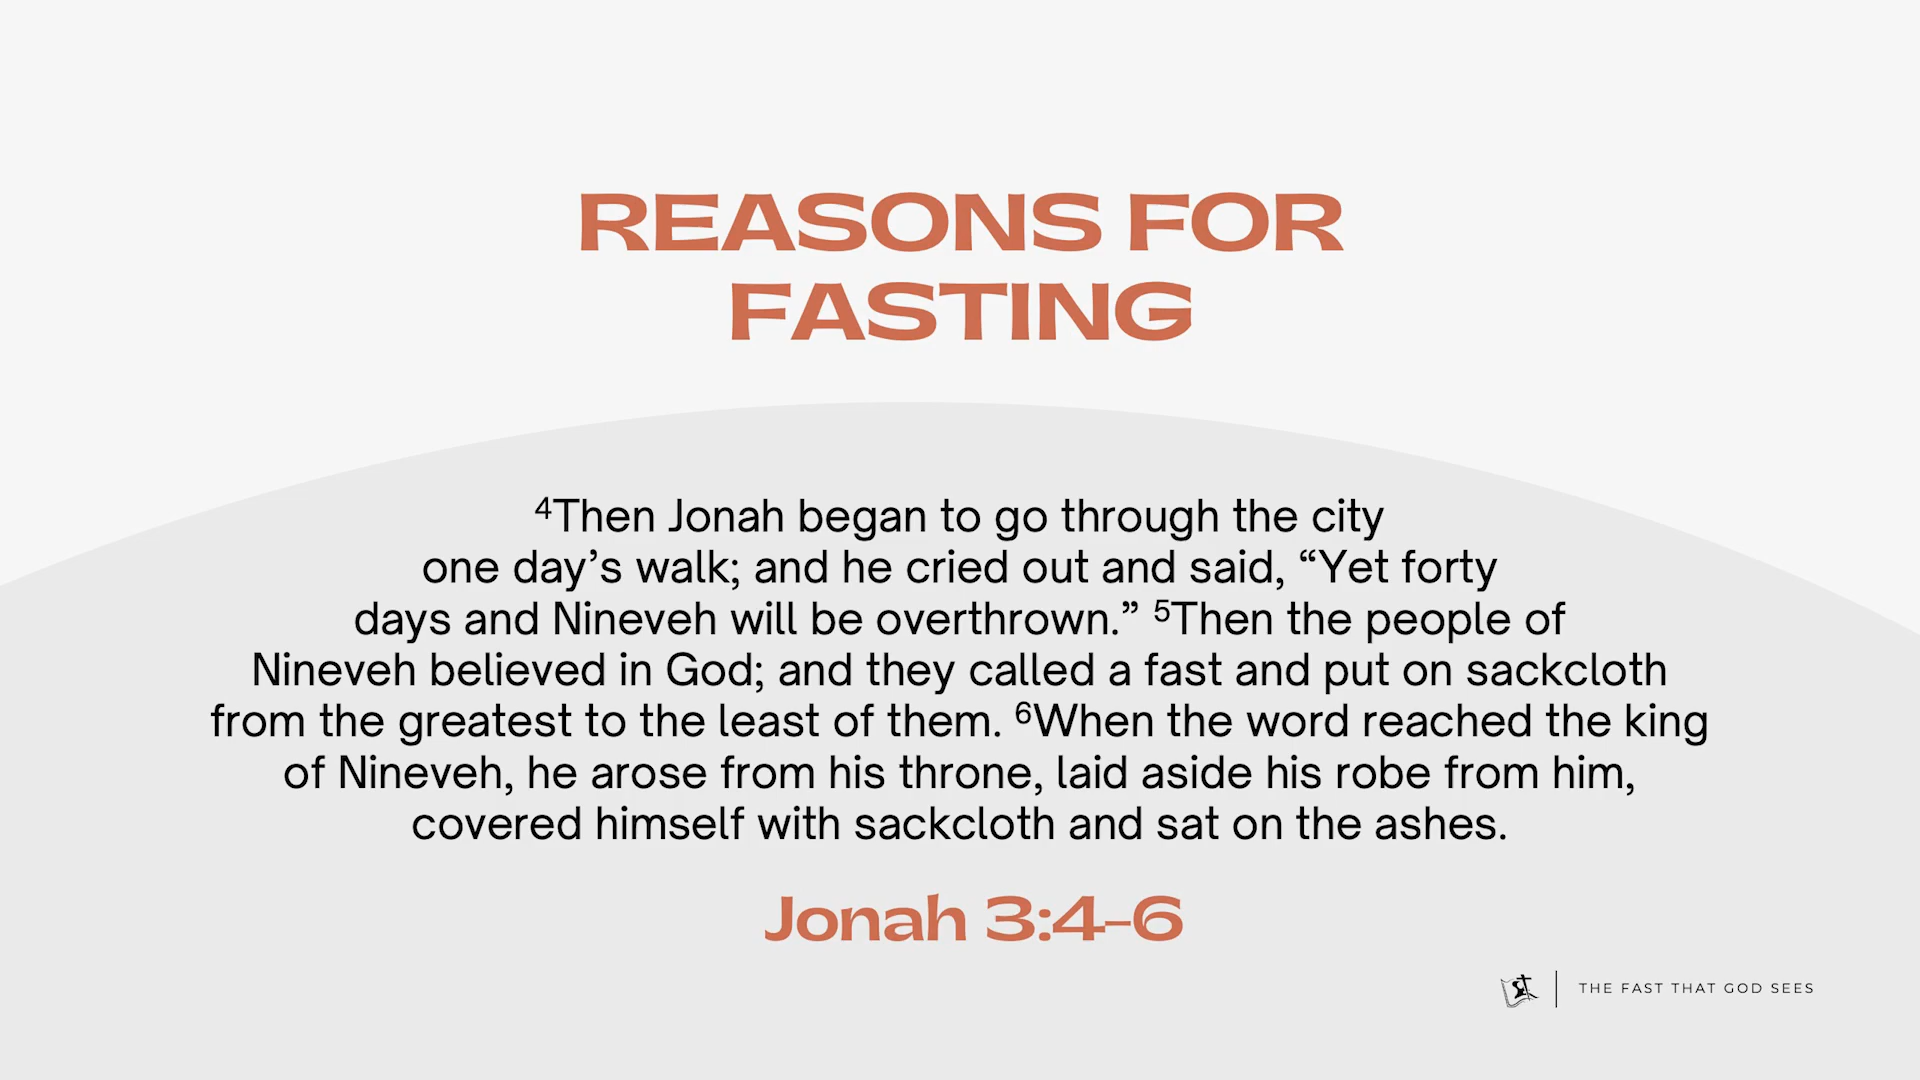 REASONS FOR
FASTING
⁴Then Jonah began to go through the city
one day’s walk; and he cried out and said, “Yet forty
days and Nineveh will be overthrown.” ⁵Then the people of
Nineveh believed in God; and they called a fast and put on sackcloth
from the greatest to the least of them. ⁶When the word reached the king
of Nineveh, he arose from his throne, laid aside his robe from him,
covered himself with sackcloth and sat on the ashes.
Jonah 3:4–6
THE FAST THAT GOD SEES